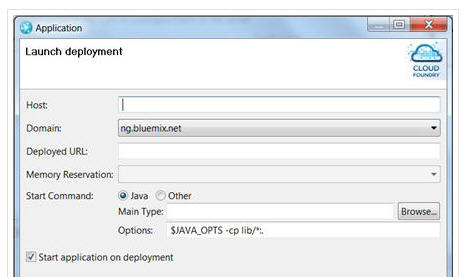 Application
Launch deployment
CLOUD
FOUNDRY
Host:
Domain: ng.bluemix.net
Deployed URL:
Memory Reservation:
Start Command: Java Other
Main Type: Browse...
Options: $JAVA_OPTS -cp lib/*:.
Start application on deployment